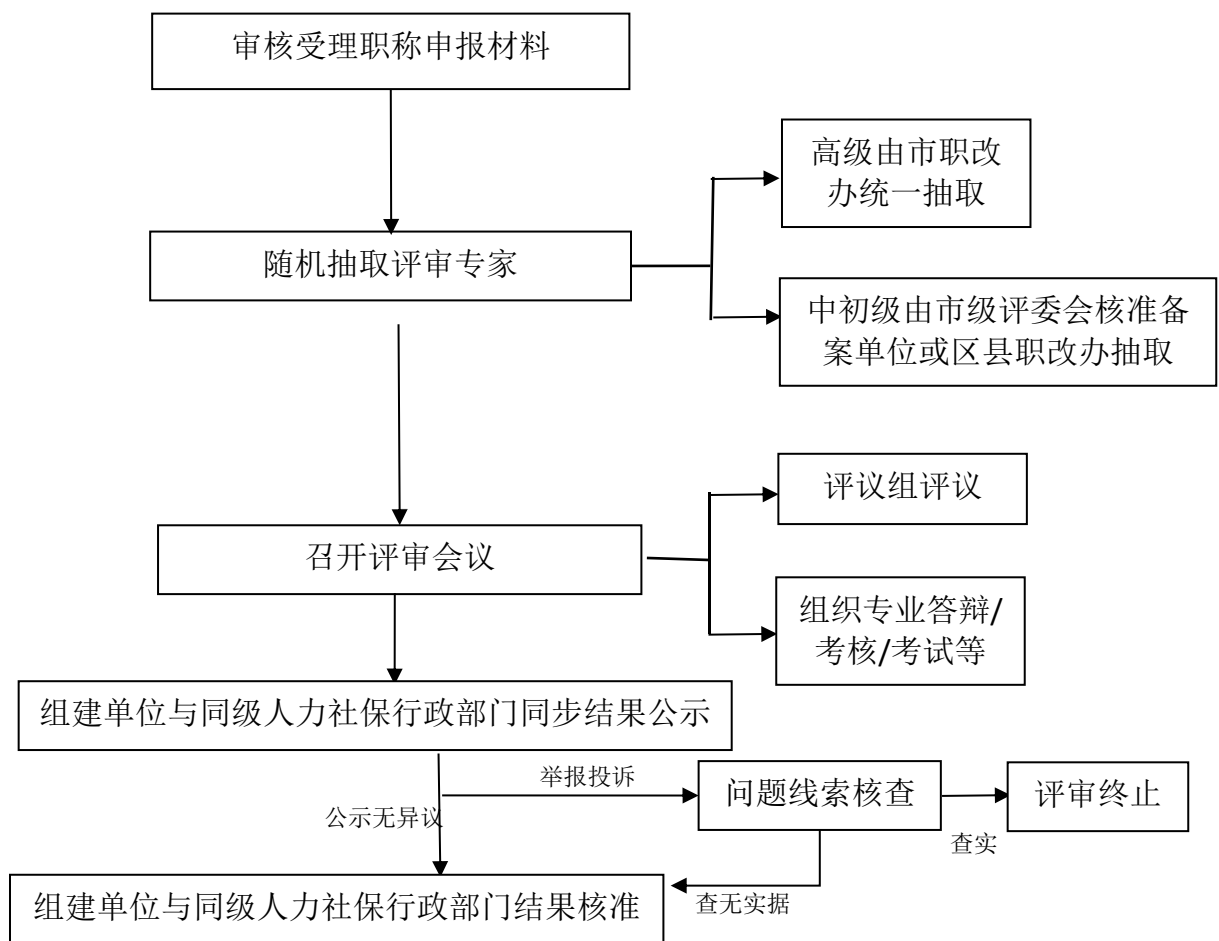 审核受理职称申报材料
高级由市职改
办统一抽取
随机抽取评审专家
中初级由市级评委会核准备
案单位或区县职改办抽取
评议组评议
召开评审会议
组织专业答辩/
考核/考试等
组建单位与同级人力社保行政部门同步结果公示
举报投诉
问题线索核查
评审终止
公示无异议
查实
查无实据
组建单位与同级人力社保行政部门结果核准